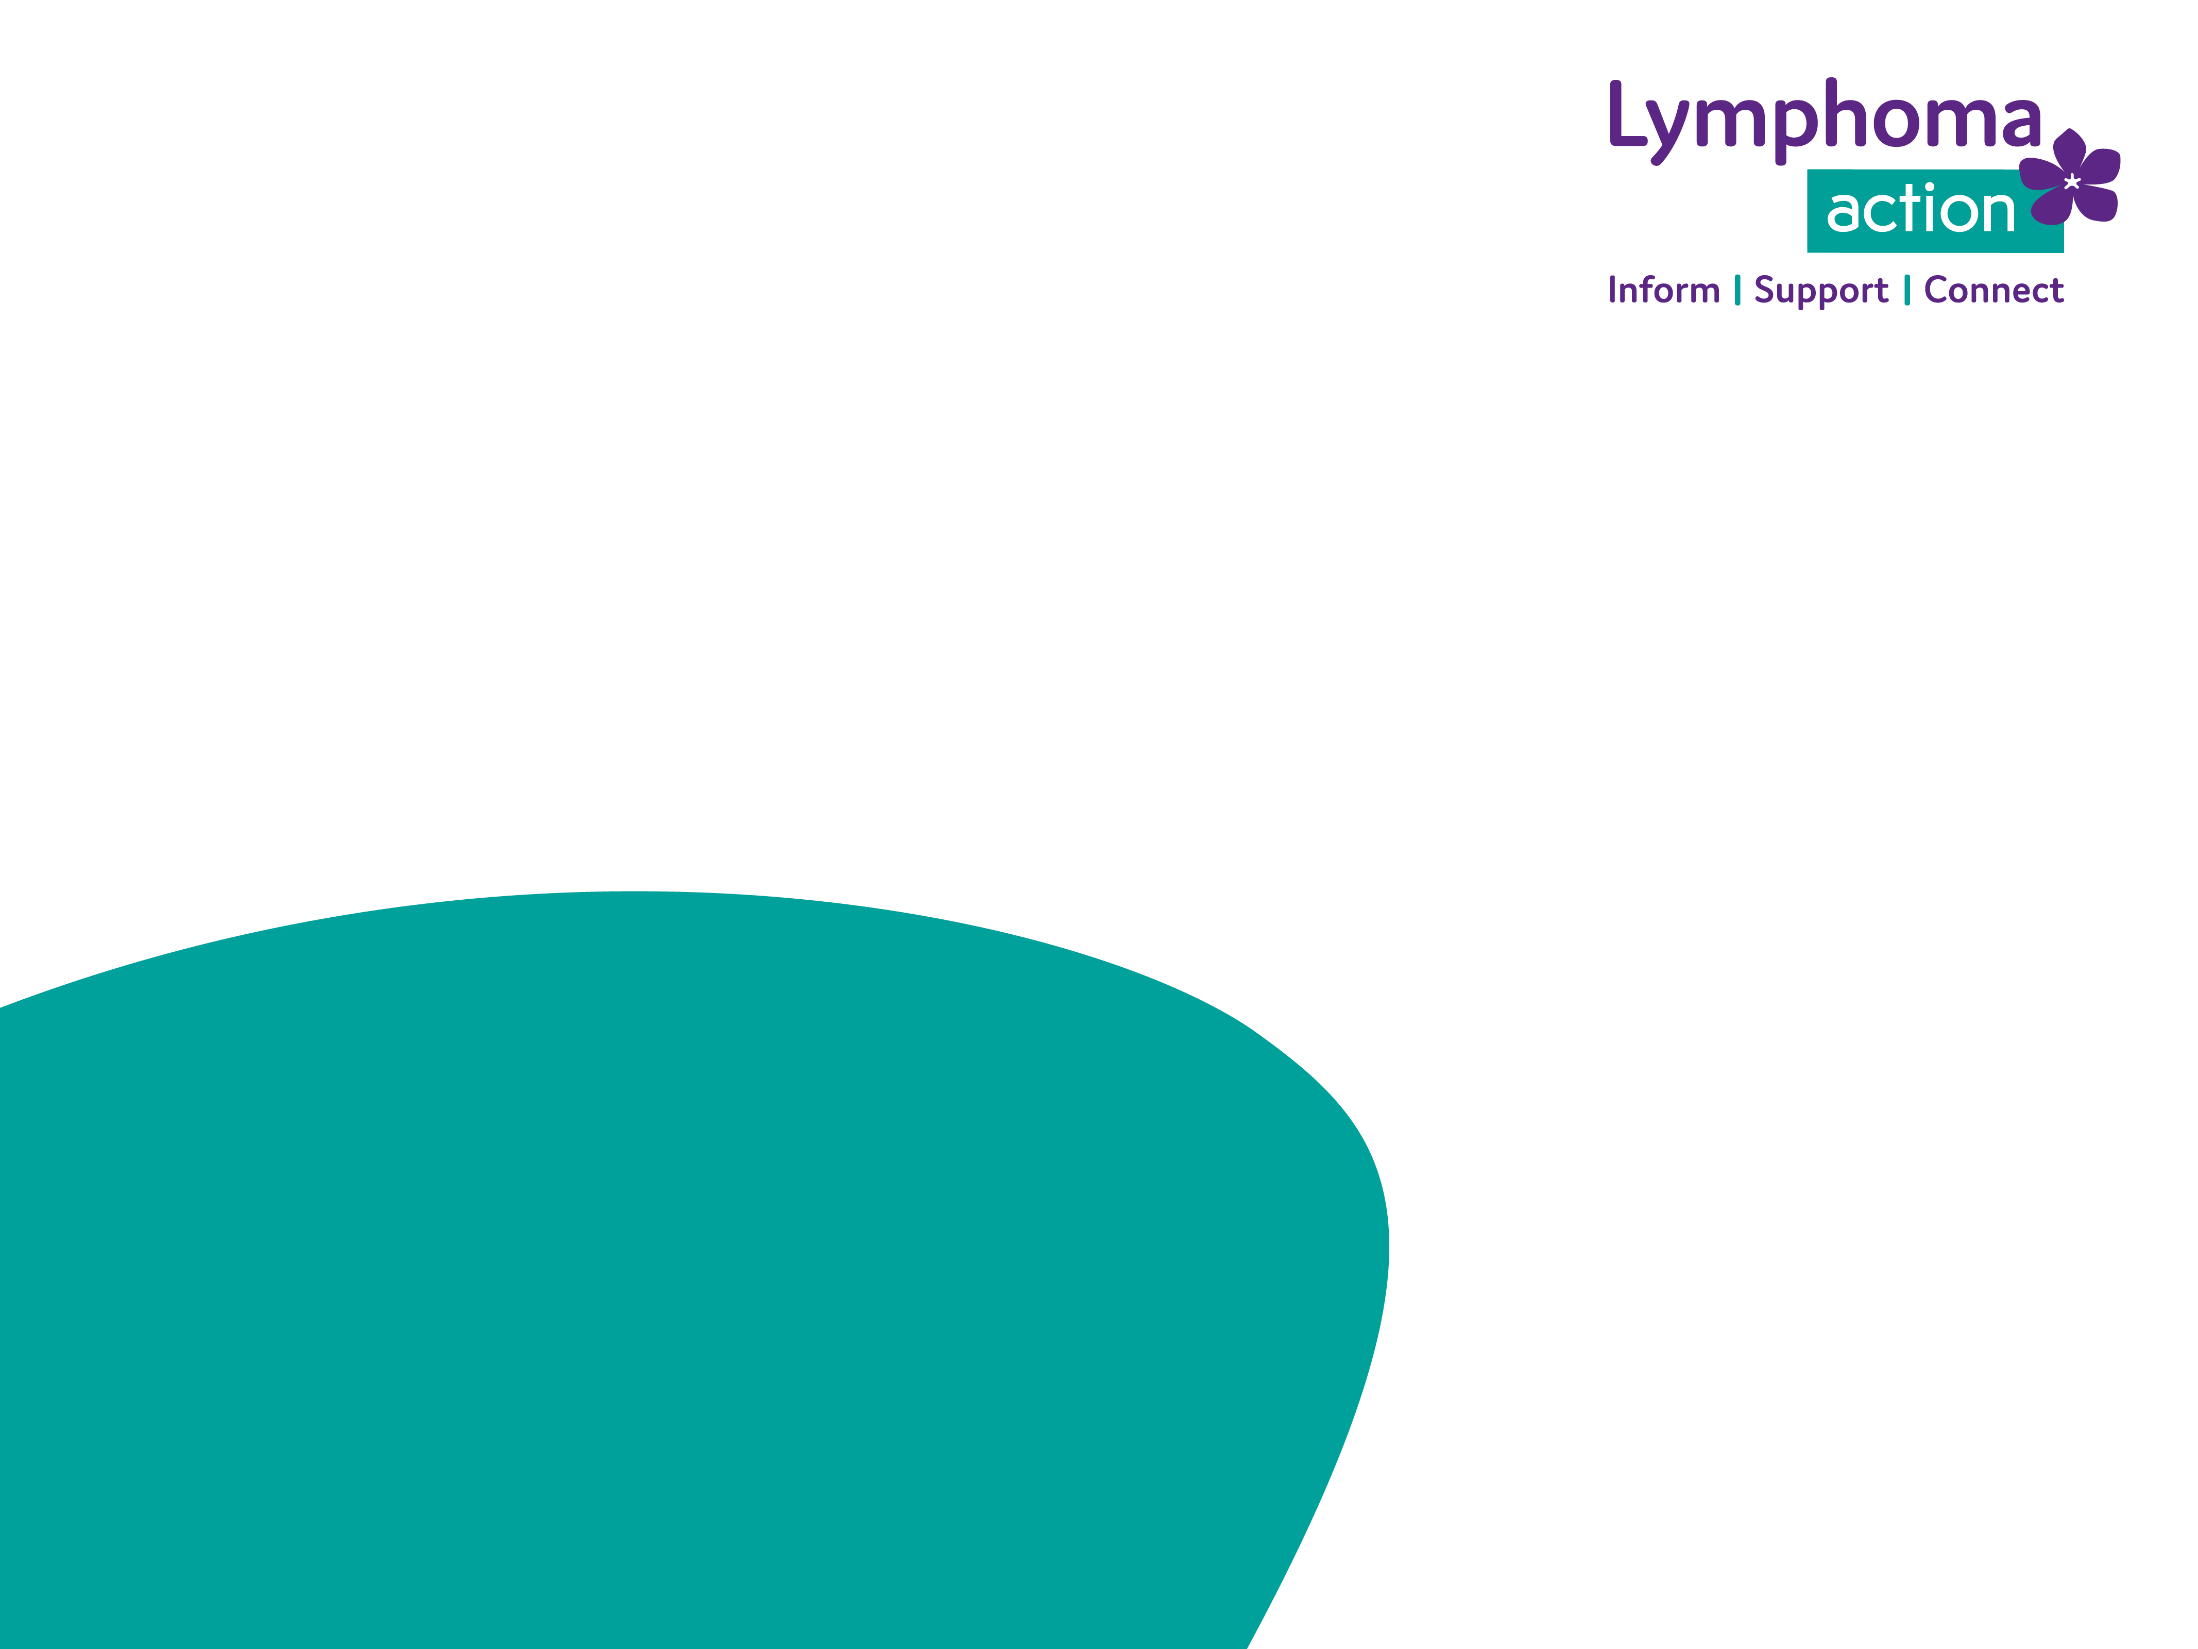 Lymphoma
action
Inform | Support | Connect